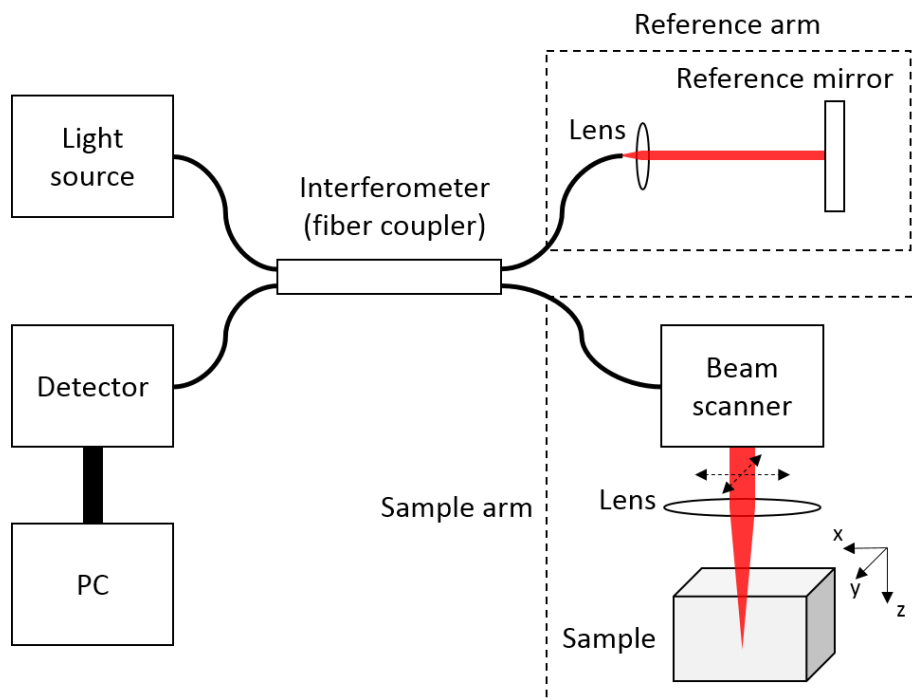 Reference arm
Reference mirror
Light
source
Lens
Interferometer
(fiber coupler)
Detector
Beam
scanner
Sample arm
Lens
PC
x
y
z
Sample